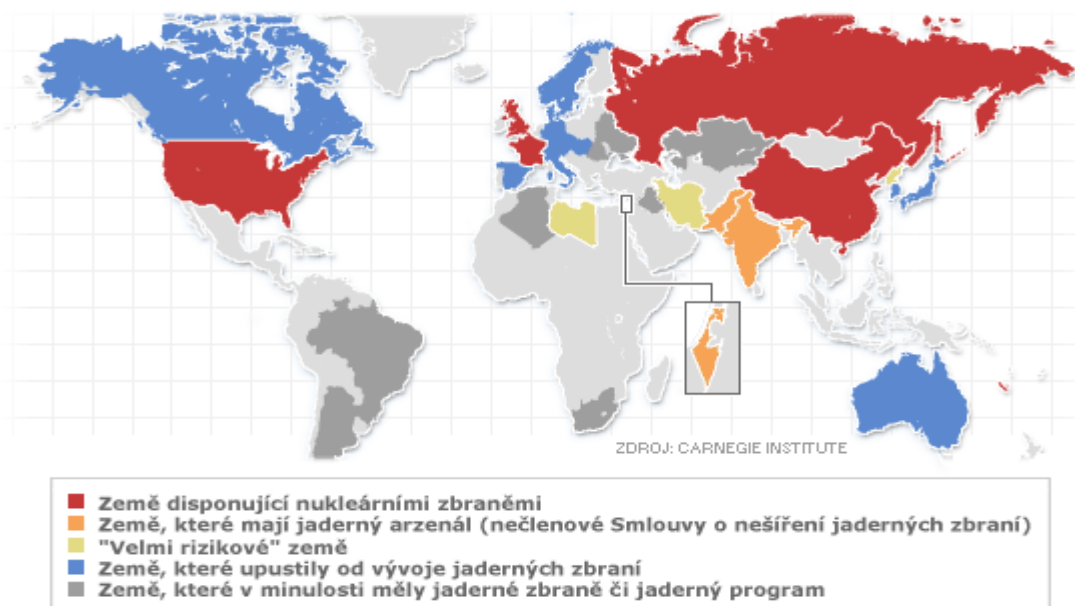 ZDROJ: CARNEGIE INSTITUTE
Země disponující nukleárními zbraněmi
Země, které mají jaderný arzenál (nečlenové Smlouvy o nešíření jaderných zbraní)
"Velmi rizikové" země
Země, které upustily od vývoje jaderných zbraní
Země, které v minulosti měly jaderné zbraně či jaderný program